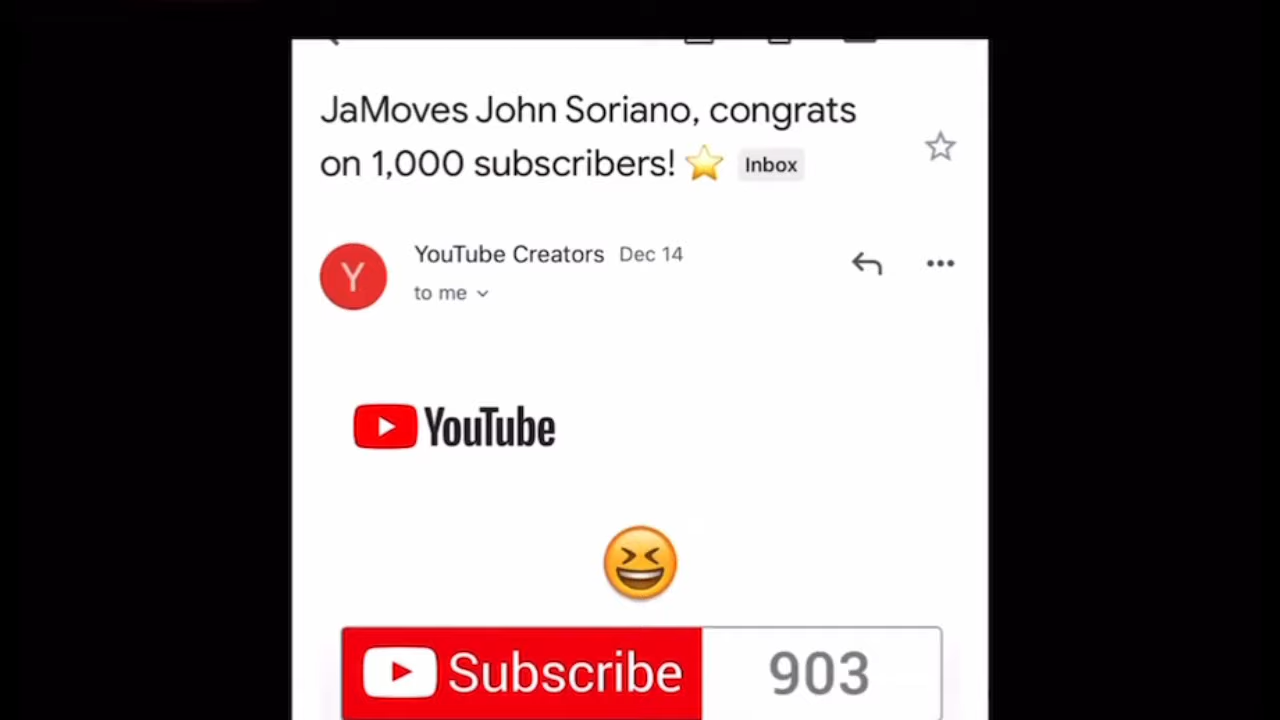 JaMoves John Soriano, congrats
on 1,000 subscribers! ⭐ Inbox
Y
YouTube Creators Dec 14
to me
YouTube
Subscribe 903